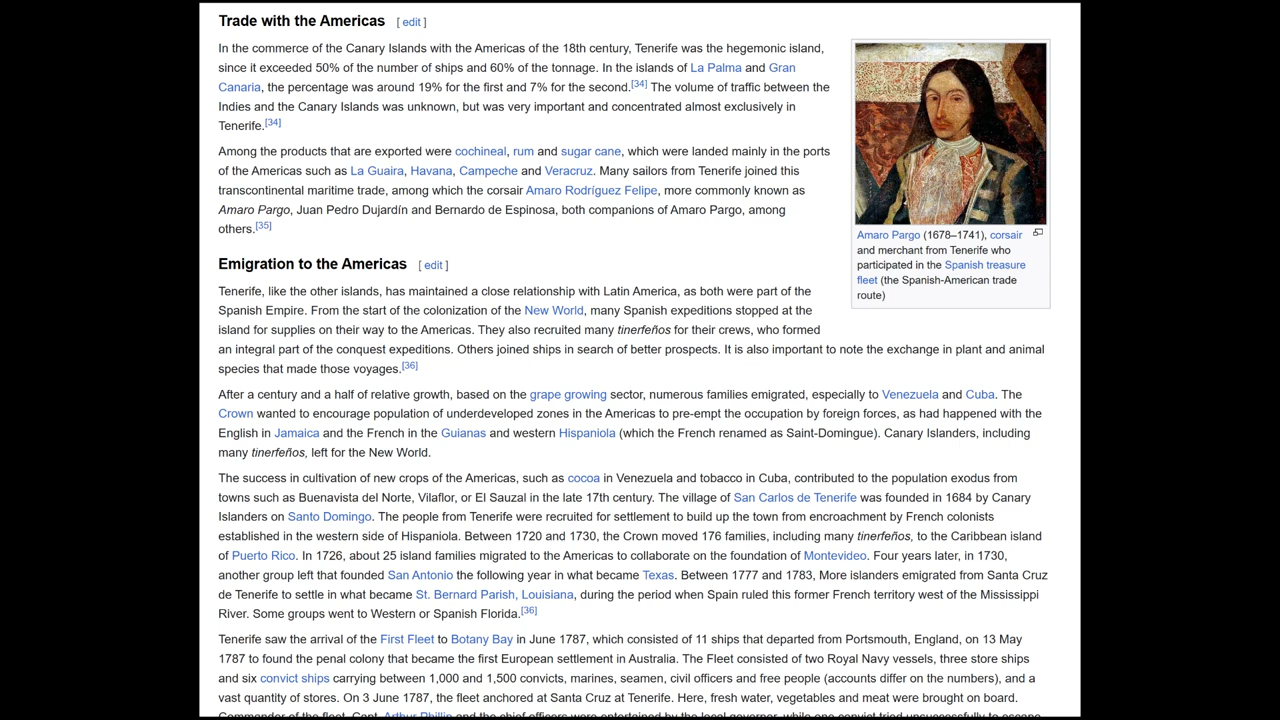 Trade with the Americas [ edit ]
In the commerce of the Canary Islands with the Americas of the 18th century, Tenerife was the hegemonic island,
since it exceeded 50% of the number of ships and 60% of the tonnage. In the islands of La Palma and Gran
Canaria, the percentage was around 19% for the first and 7% for the second.[34] The volume of traffic between the
Indies and the Canary Islands was unknown, but was very important and concentrated almost exclusively in
Tenerife.[34]
Among the products that are exported were cochineal, rum and sugar cane, which were landed mainly in the ports
of the Americas such as La Guaira, Havana, Campeche and Veracruz. Many sailors from Tenerife joined this
transcontinental maritime trade, among which the corsair Amaro Rodríguez Felipe, more commonly known as
Amaro Pargo, Juan Pedro Dujardín and Bernardo de Espinosa, both companions of Amaro Pargo, among
others.[35]
Amaro Pargo (1678–1741), corsair
and merchant from Tenerife who
participated in the Spanish treasure
fleet (the Spanish-American trade
route)
Emigration to the Americas [ edit ]
Tenerife, like the other islands, has maintained a close relationship with Latin America, as both were part of the
Spanish Empire. From the start of the colonization of the New World, many Spanish expeditions stopped at the
island for supplies on their way to the Americas. They also recruited many tinerfeños for their crews, who formed
an integral part of the conquest expeditions. Others joined ships in search of better prospects. It is also important to note the exchange in plant and animal
species that made those voyages.[36]
After a century and a half of relative growth, based on the grape growing sector, numerous families emigrated, especially to Venezuela and Cuba. The
Crown wanted to encourage population of underdeveloped zones in the Americas to pre-empt the occupation by foreign forces, as had happened with the
English in Jamaica and the French in the Guianas and western Hispaniola (which the French renamed as Saint-Domingue). Canary Islanders, including
many tinerfeños, left for the New World.
The success in cultivation of new crops of the Americas, such as cocoa in Venezuela and tobacco in Cuba, contributed to the population exodus from
towns such as Buenavista del Norte, Vilaflor, or El Sauzal in the late 17th century. The village of San Carlos de Tenerife was founded in 1684 by Canary
Islanders on Santo Domingo. The people from Tenerife were recruited for settlement to build up the town from encroachment by French colonists
established in the western side of Hispaniola. Between 1720 and 1730, the Crown moved 176 families, including many tinerfeños, to the Caribbean island
of Puerto Rico. In 1726, about 25 island families migrated to the Americas to collaborate on the foundation of Montevideo. Four years later, in 1730,
another group left that founded San Antonio the following year in what became Texas. Between 1777 and 1783, More islanders emigrated from Santa Cruz
de Tenerife to settle in what became St. Bernard Parish, Louisiana, during the period when Spain ruled this former French territory west of the Mississippi
River. Some groups went to Western or Spanish Florida.[36]
Tenerife saw the arrival of the First Fleet to Botany Bay in June 1787, which consisted of 11 ships that departed from Portsmouth, England, on 13 May
1787 to found the penal colony that became the first European settlement in Australia. The Fleet consisted of two Royal Navy vessels, three store ships
and six convict ships carrying between 1,000 and 1,500 convicts, marines, seamen, civil officers and free people (accounts differ on the numbers), and a
vast quantity of stores. On 3 June 1787, the fleet anchored at Santa Cruz at Tenerife. Here, fresh water, vegetables and meat were brought on board.
Commander of the fleet, Capt. Arthur Phillip and the chief officers were entertained by the local governor, while one convict tried unsuccessfully to escape.